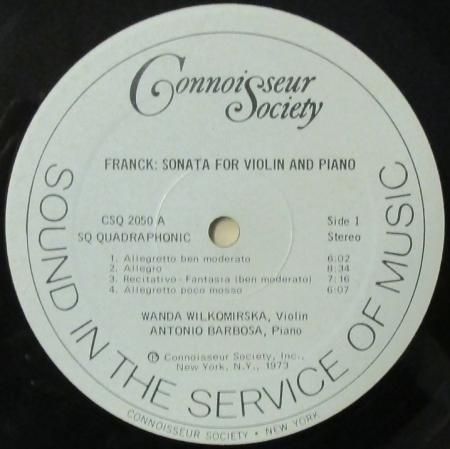 Connoisseur
Society
FRANCK: SONATA FOR VIOLIN AND PIANO
CSQ 2050 A Side 1
SQ QUADRAPHONIC Stereo
1. Allegretto ben moderato 6:02
2. Allegro 8:34
3. Recitativo-Fantasia (ben moderato) 7:16
4. Allegretto poco mosso 6:07
WANDA WILKOMIRSKA, Violin
ANTONIO BARBOSA, Piano
℗ Connoisseur Society, Inc.,
New York, N.Y., 1973
SOUND IN THE SERVICE OF MUSIC
CONNOISSEUR SOCIETY • NEW YORK